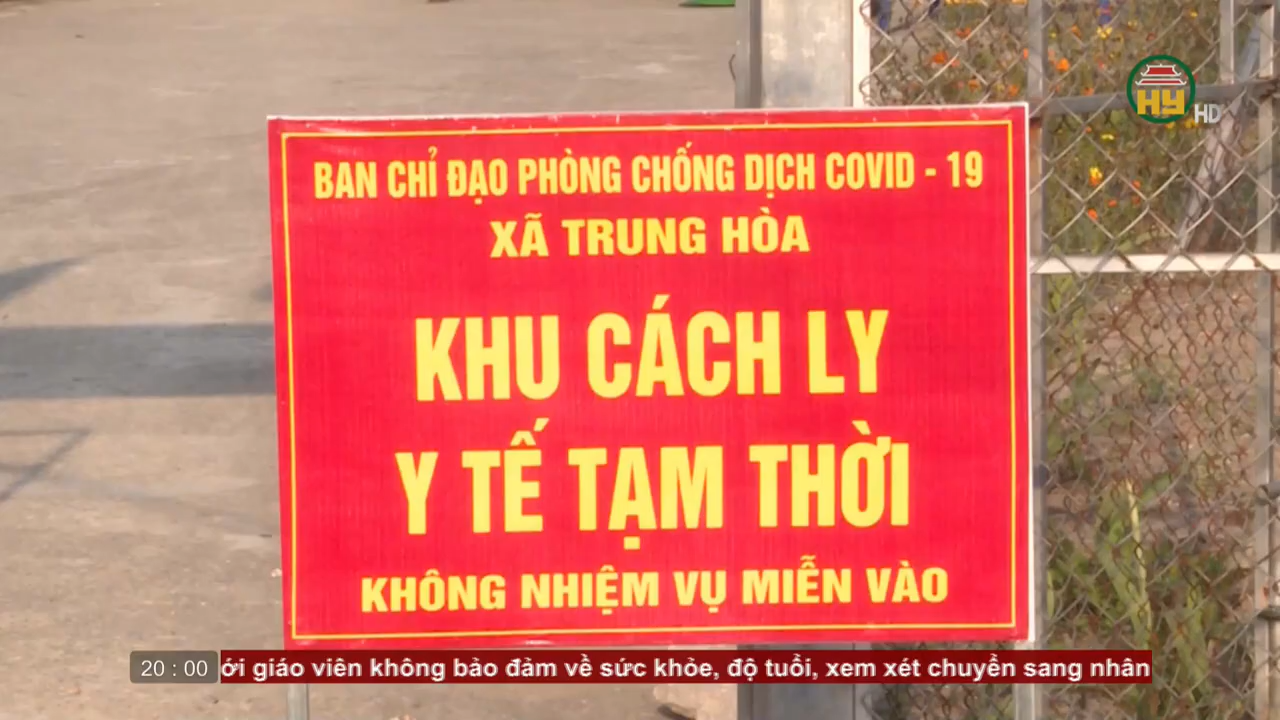 HY HD
BAN CHỈ ĐẠO PHÒNG CHỐNG DỊCH COVID - 19
XÃ TRUNG HÒA
KHU CÁCH LY
Y TẾ TẠM THỜI
KHÔNG NHIỆM VỤ MIỄN VÀO
20 : 00 ới giáo viên không bảo đảm về sức khỏe, độ tuổi, xem xét chuyển sang nhân